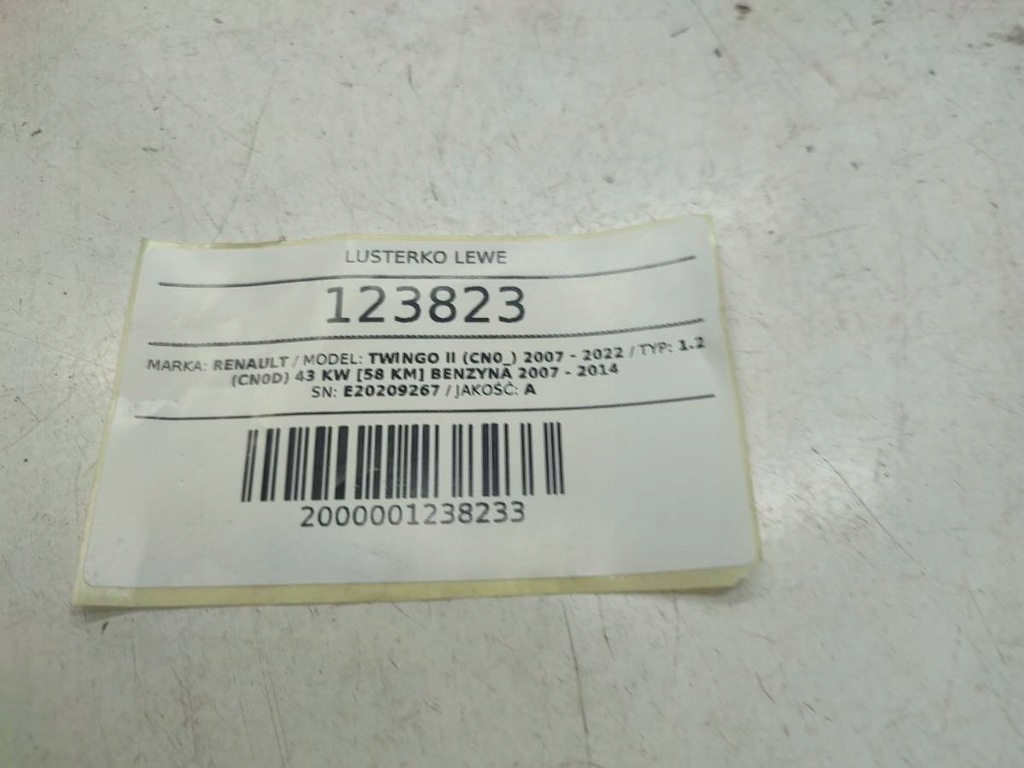 LUSTERKO LEWE
123823
MARKA: RENAULT / MODEL: TWINGO II (CN0_) 2007 - 2022 / TYP: 1.2
(CN0D) 43 KW [58 KM] BENZYNA 2007 - 2014
SN: E20209267 / JAKOŚĆ: A
2000001238233